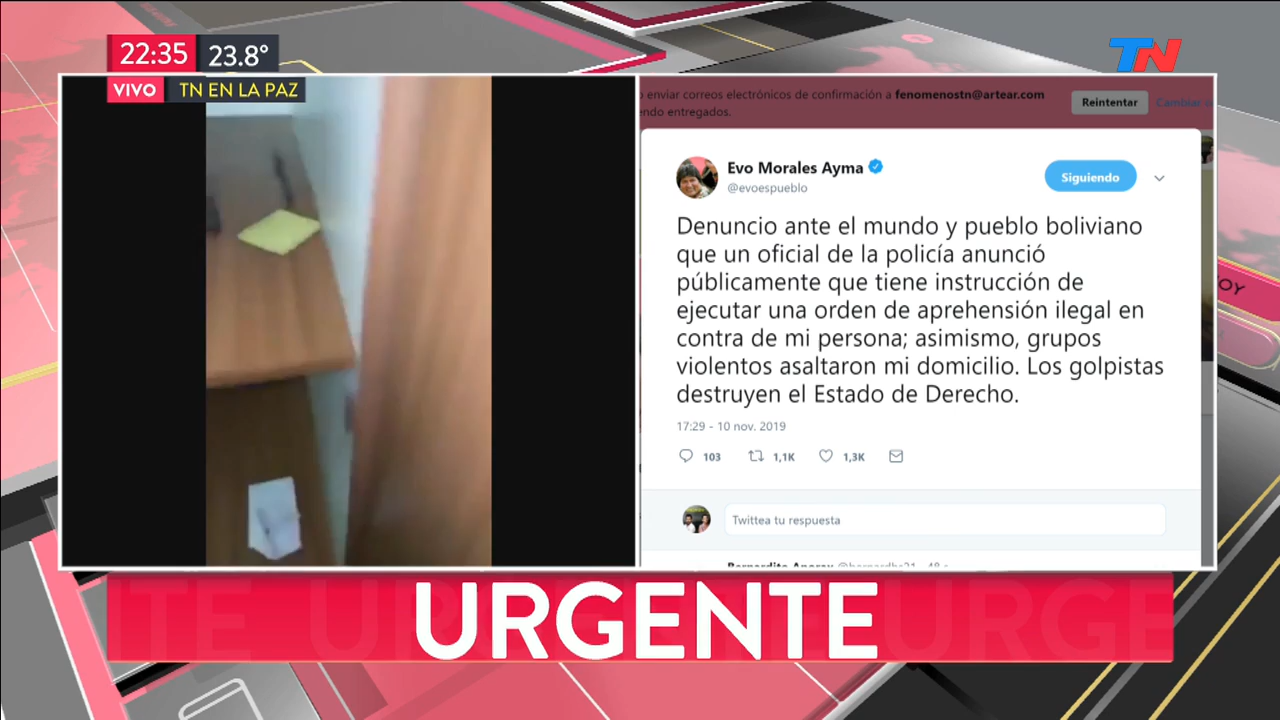 22:35 23.8°
TN
VIVO TN EN LA PAZ
enviar correos electrónicos de confirmación a fenomenostn@artear.com
entregados.
Reintentar
Cambiar
Evo Morales Ayma
@evoespueblo
Siguiendo
Denuncio ante el mundo y pueblo boliviano
que un oficial de la policía anunció
públicamente que tiene instrucción de
ejecutar una orden de aprehensión ilegal en
contra de mi persona; asimismo, grupos
violentos asaltaron mi domicilio. Los golpistas
destruyen el Estado de Derecho.
17:29 - 10 nov. 2019
103 1,1K 1,3K
Twittea tu respuesta
URGENTE